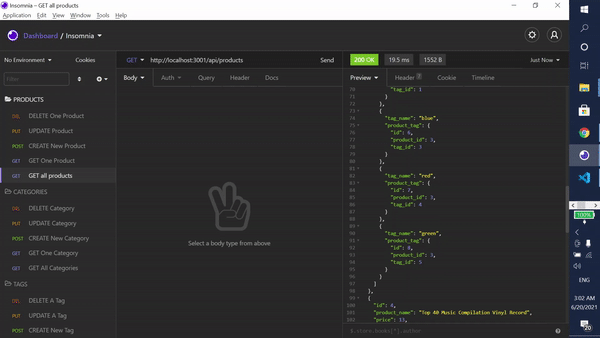 Insomnia – GET all products
Application Edit View Window Tools Help
Dashboard / Insomnia
No Environment Cookies
Filter
PRODUCTS
DEL DELETE One Product
PUT UPDATE Product
POST CREATE New Product
GET GET One Product
GET GET all products
CATEGORIES
DEL DELETE Category
PUT UPDATE Category
POST CREATE New Category
GET GET One Category
GET GET All Categories
TAGS
DEL DELETE A Tag
PUT UPDATE A Tag
POST CREATE New Tag
GET http://localhost:3001/api/products Send
Body Auth Query Header Docs
Select a body type from above
200 OK 19.5 ms 1552 B Just Now
Preview Header Cookie Timeline
70 "tag_id": 1
71 }
72 },
73 {
74 "tag_name": "blue",
75 "product_tag": {
76 "id": 6,
77 "product_id": 3,
78 "tag_id": 3
79 }
80 },
81 {
82 "tag_name": "red",
83 "product_tag": {
84 "id": 7,
85 "product_id": 3,
86 "tag_id": 4
87 }
88 },
89 {
90 "tag_name": "green",
91 "product_tag": {
92 "id": 8,
93 "product_id": 3,
94 "tag_id": 5
95 }
96 }
97 ]
98 },
99 {
100 "id": 4,
101 "product_name": "Top 40 Music Compilation Vinyl Record",
102 "price": 13,
$.store.books[*].author
100%
ENG
3:02 AM
6/20/2021
20